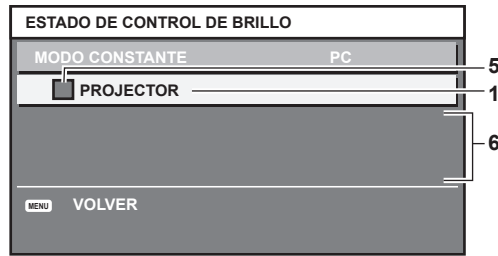 ESTADO DE CONTROL DE BRILLO
MODO CONSTANTE PC
5
PROJECTOR
1
6
MENU VOLVER